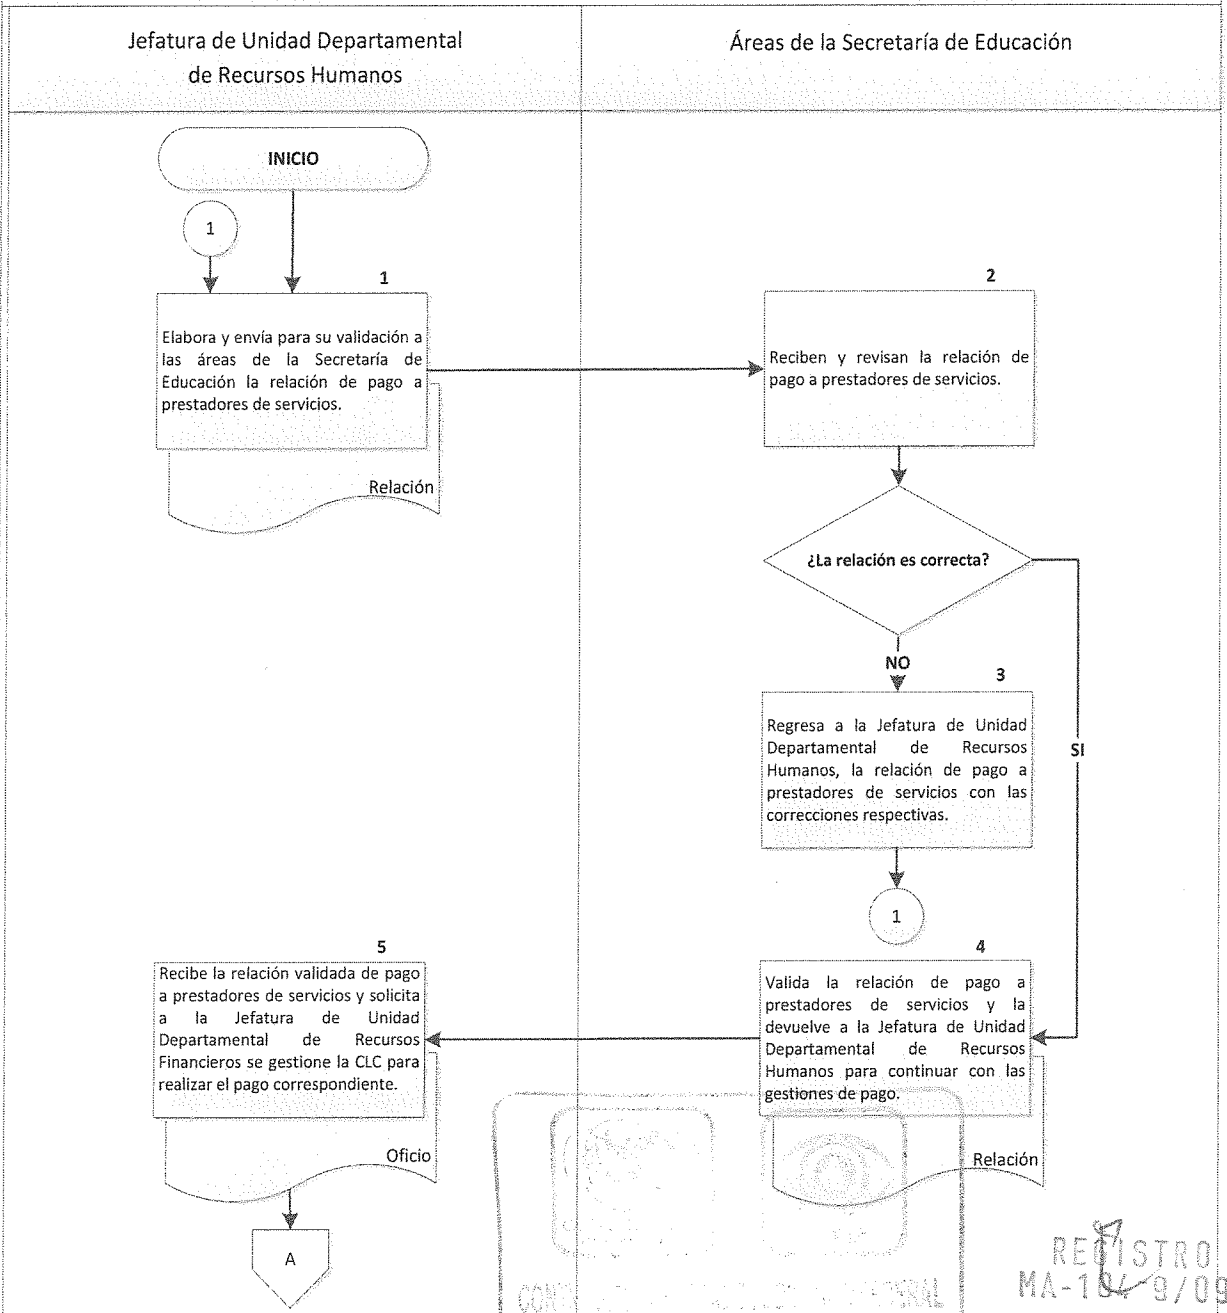 Jefatura de Unidad Departamental
de Recursos Humanos
Áreas de la Secretaría de Educación
INICIO
1
1
Elabora y envía para su validación a
las áreas de la Secretaría de
Educación la relación de pago a
prestadores de servicios.
Relación
2
Reciben y revisan la relación de
pago a prestadores de servicios.
¿La relación es correcta?
NO
SI
3
Regresa a la Jefatura de Unidad
Departamental de Recursos
Humanos, la relación de pago a
prestadores de servicios con las
correcciones respectivas.
1
4
Valida la relación de pago a
prestadores de servicios y la
devuelve a la Jefatura de Unidad
Departamental de Recursos
Humanos para continuar con las
gestiones de pago.
Relación
5
Recibe la relación validada de pago
a prestadores de servicios y solicita
a la Jefatura de Unidad
Departamental de Recursos
Financieros se gestione la CLC para
realizar el pago correspondiente.
Oficio
A
REGISTRO